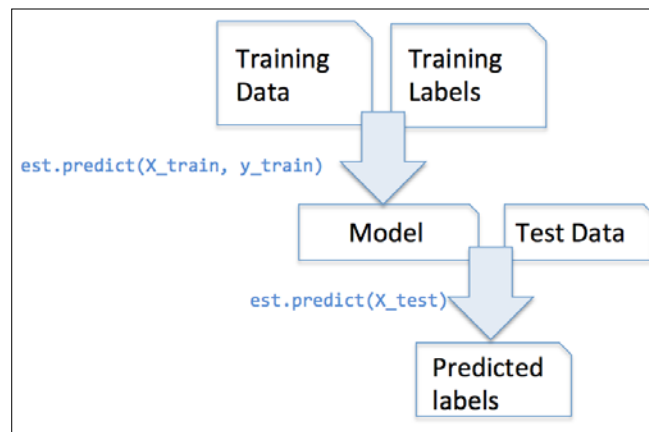 Training
Data
Training
Labels
est.predict(X_train, y_train)
Model
Test Data
est.predict(X_test)
Predicted
labels